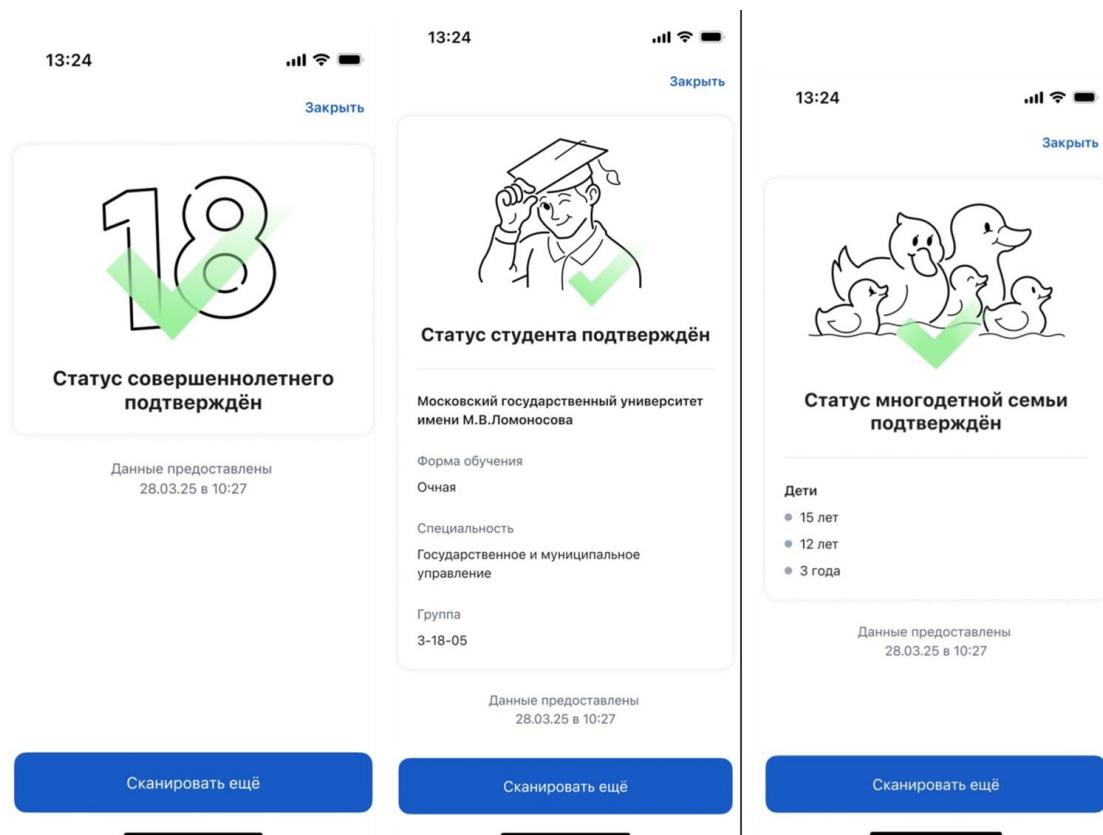 13:24
Закрыть
18
Статус совершеннолетнего
подтверждён
Данные предоставлены
28.03.25 в 10:27
Сканировать ещё
13:24
Закрыть
Статус студента подтверждён
Московский государственный университет
имени М.В.Ломоносова
Форма обучения
Очная
Специальность
Государственное и муниципальное
управление
Группа
3-18-05
Данные предоставлены
28.03.25 в 10:27
Сканировать ещё
13:24
Закрыть
Статус многодетной семьи
подтверждён
Дети
15 лет
12 лет
3 года
Данные предоставлены
28.03.25 в 10:27
Сканировать ещё